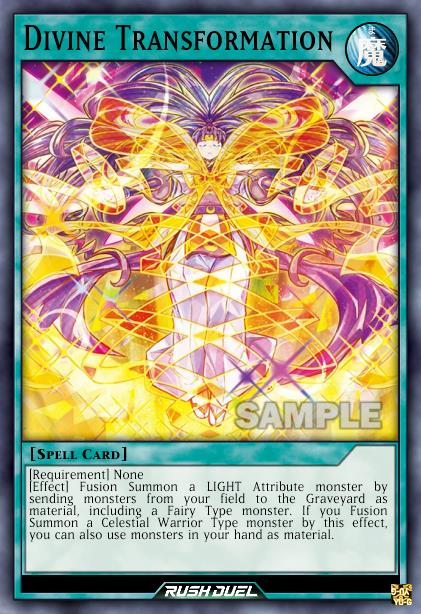 DIVINE TRANSFORMATION
ま
魔
SAMPLE
[SPELL CARD]
[Requirement] None
[Effect] Fusion Summon a LIGHT Attribute monster by
sending monsters from your field to the Graveyard as
material, including a Fairy Type monster. If you Fusion
Summon a Celestial Warrior Type monster by this effect,
you can also use monsters in your hand as material.
RUSH DUEL